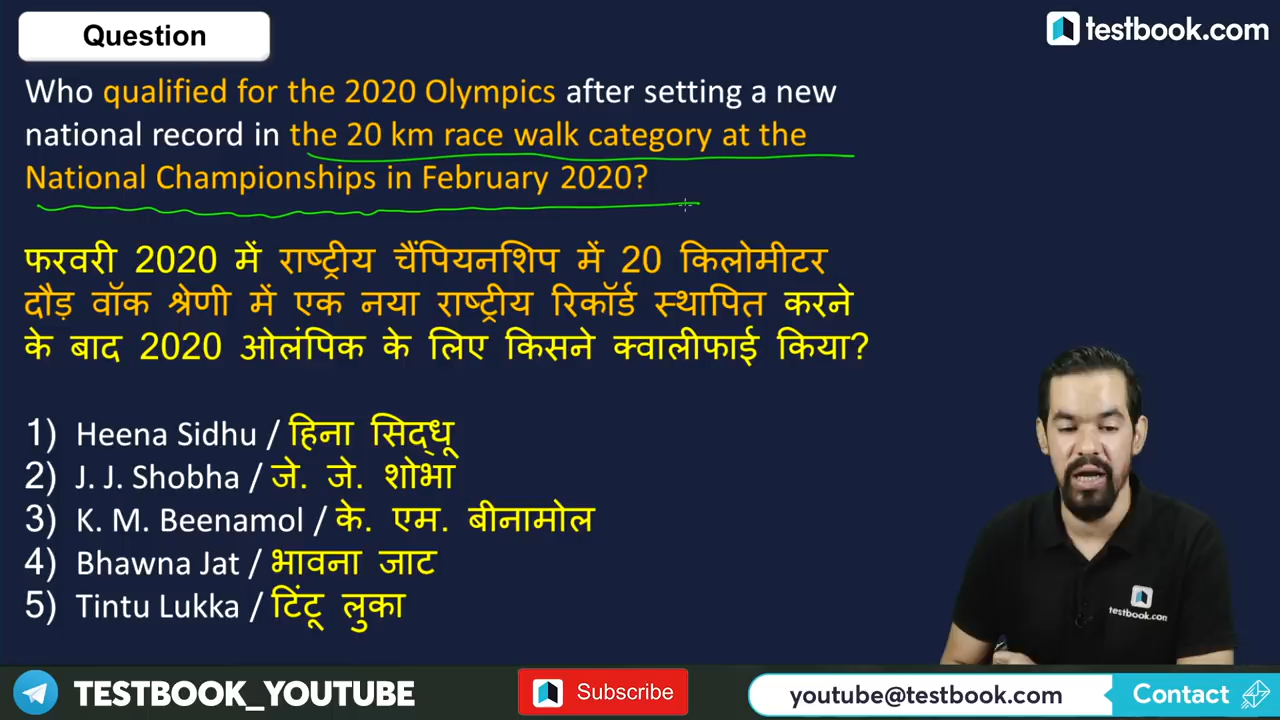 Question
testbook.com
Who qualified for the 2020 Olympics after setting a new
national record in the 20 km race walk category at the
National Championships in February 2020?
फरवरी 2020 में राष्ट्रीय चैंपियनशिप में 20 किलोमीटर
दौड़ वॉक श्रेणी में एक नया राष्ट्रीय रिकॉर्ड स्थापित करने
के बाद 2020 ओलंपिक के लिए किसने क्वालीफाई किया?
1) Heena Sidhu / हिना सिद्धू
2) J. J. Shobha / जे. जे. शोभा
3) K. M. Beenamol / के. एम. बीनामोल
4) Bhawna Jat / भावना जाट
5) Tintu Lukka / टिंटू लुका
testbook.com
TESTBOOK_YOUTUBE
Subscribe
youtube@testbook.com
Contact